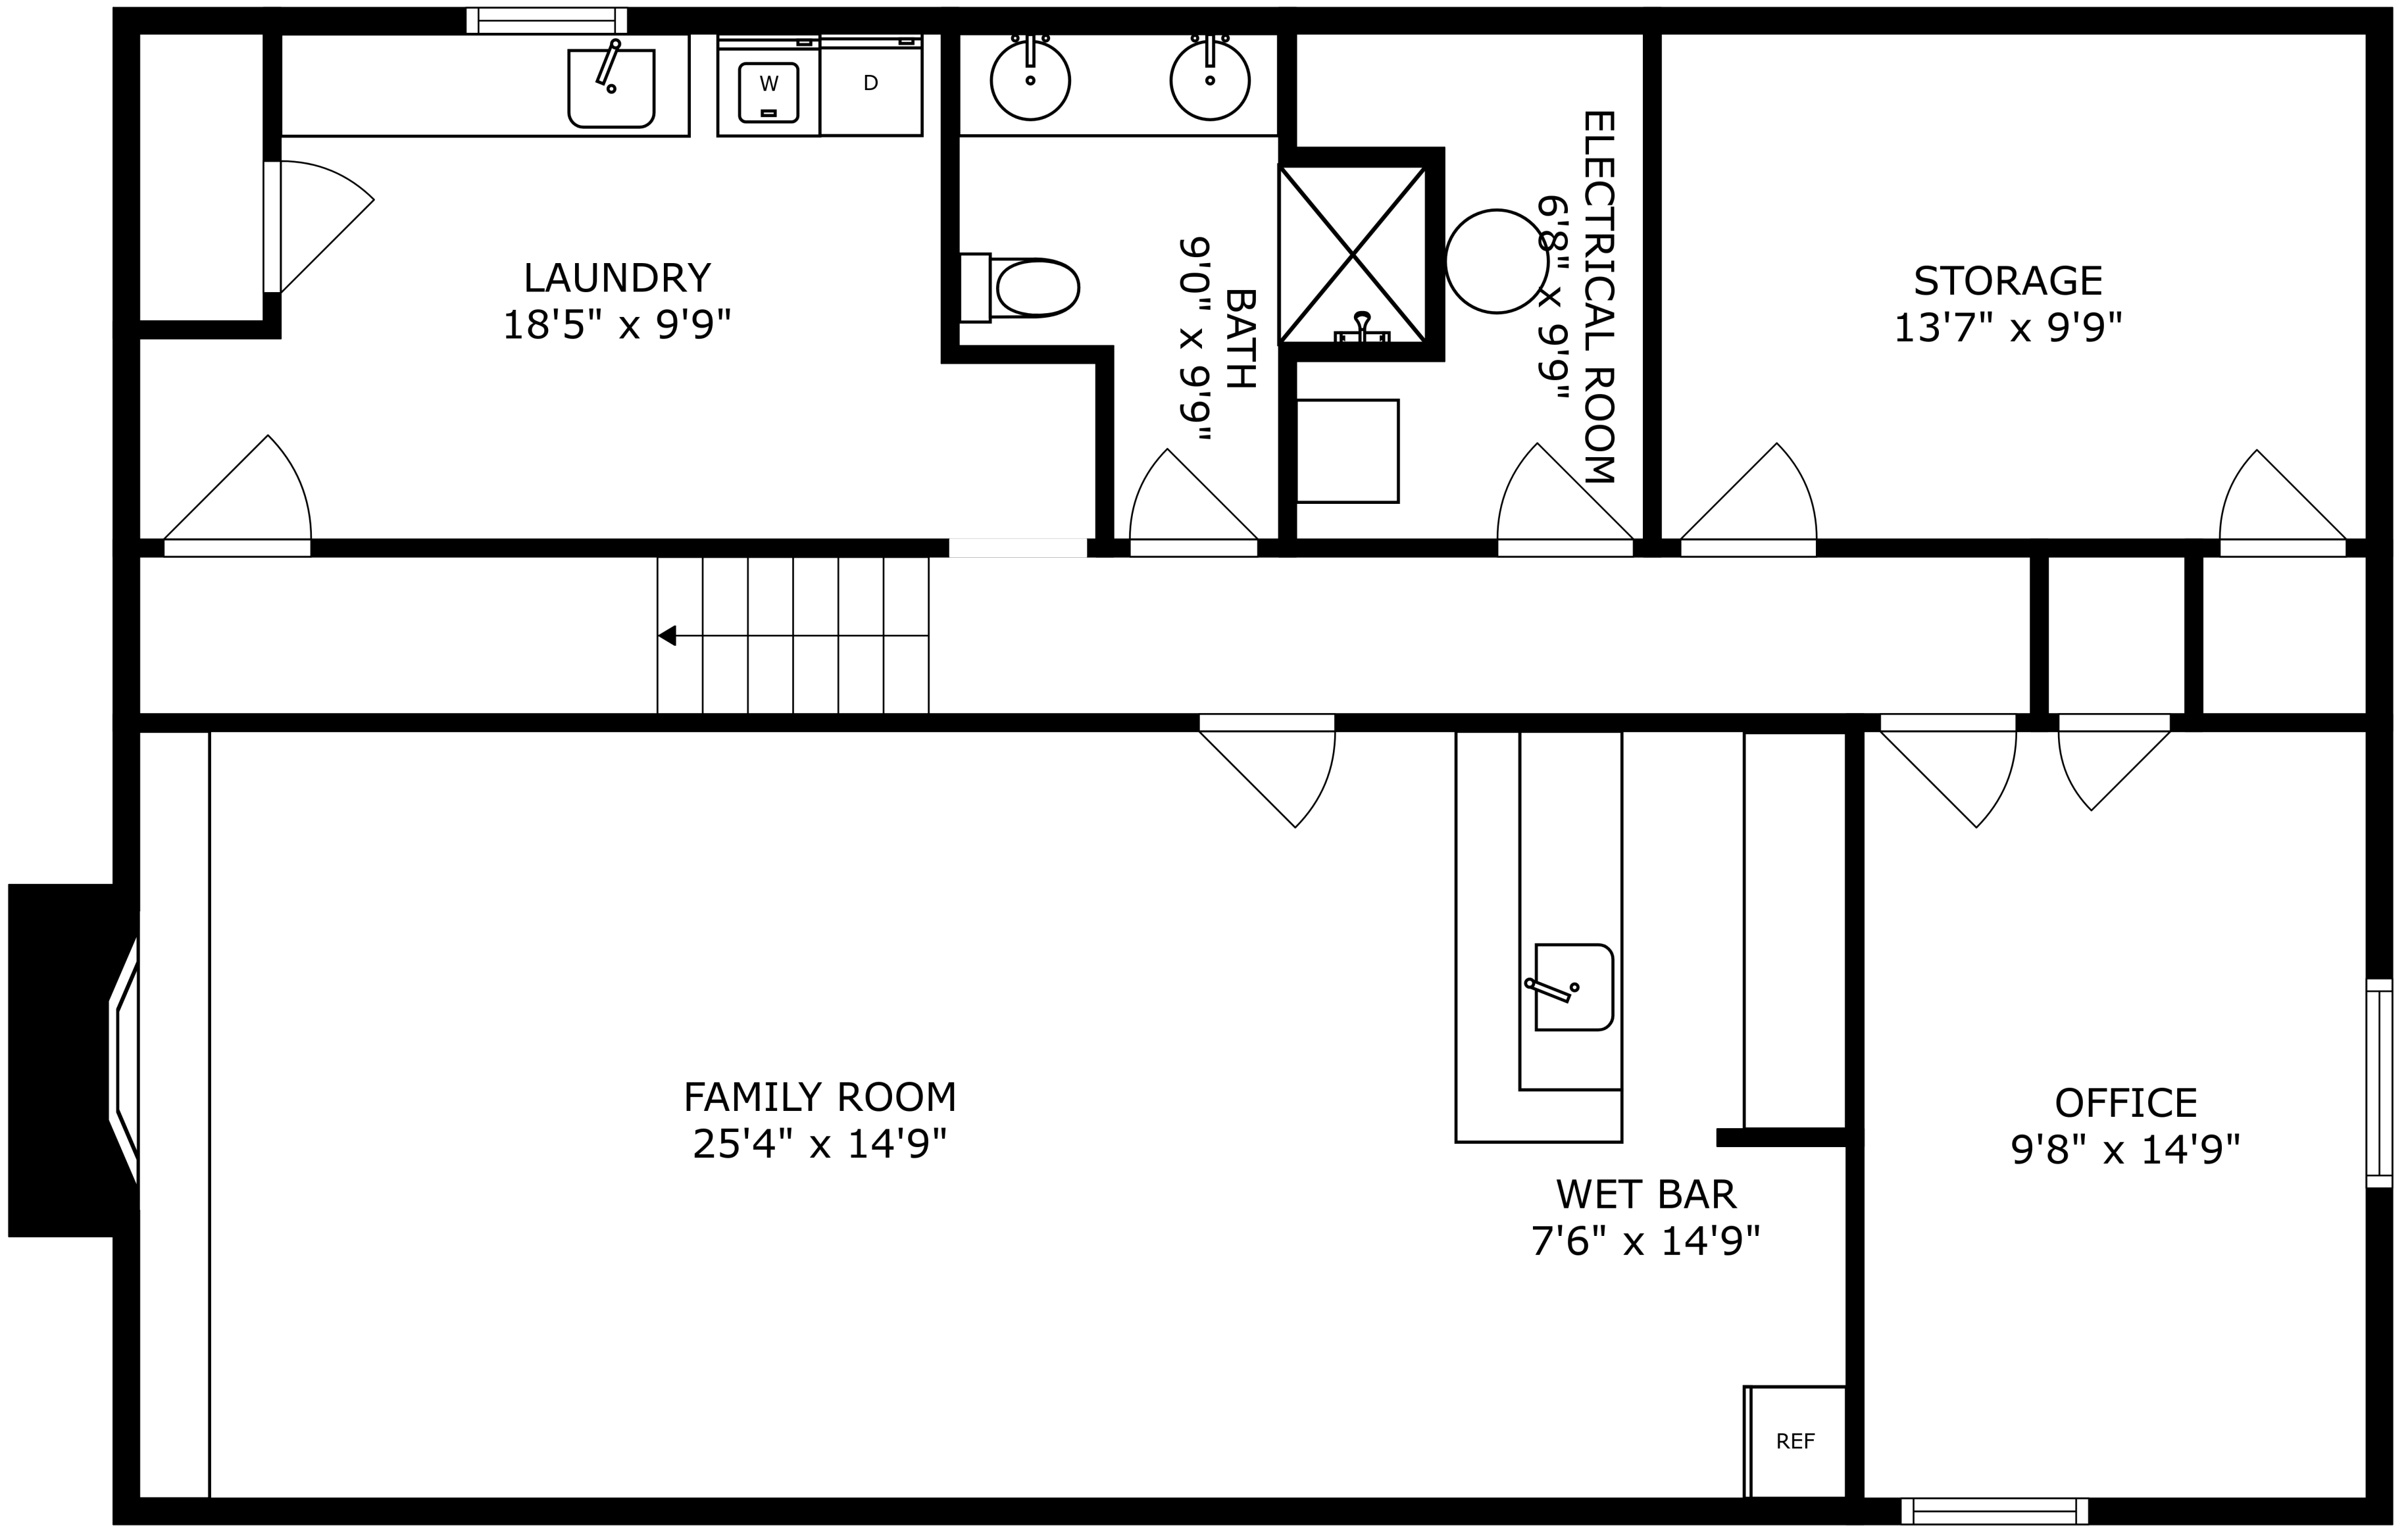 W
D
LAUNDRY
18'5" x 9'9"
BATH
9'0" x 9'9"
ELECTRICAL ROOM
6'8" x 9'9"
STORAGE
13'7" x 9'9"
FAMILY ROOM
25'4" x 14'9"
WET BAR
7'6" x 14'9"
OFFICE
9'8" x 14'9"
REF